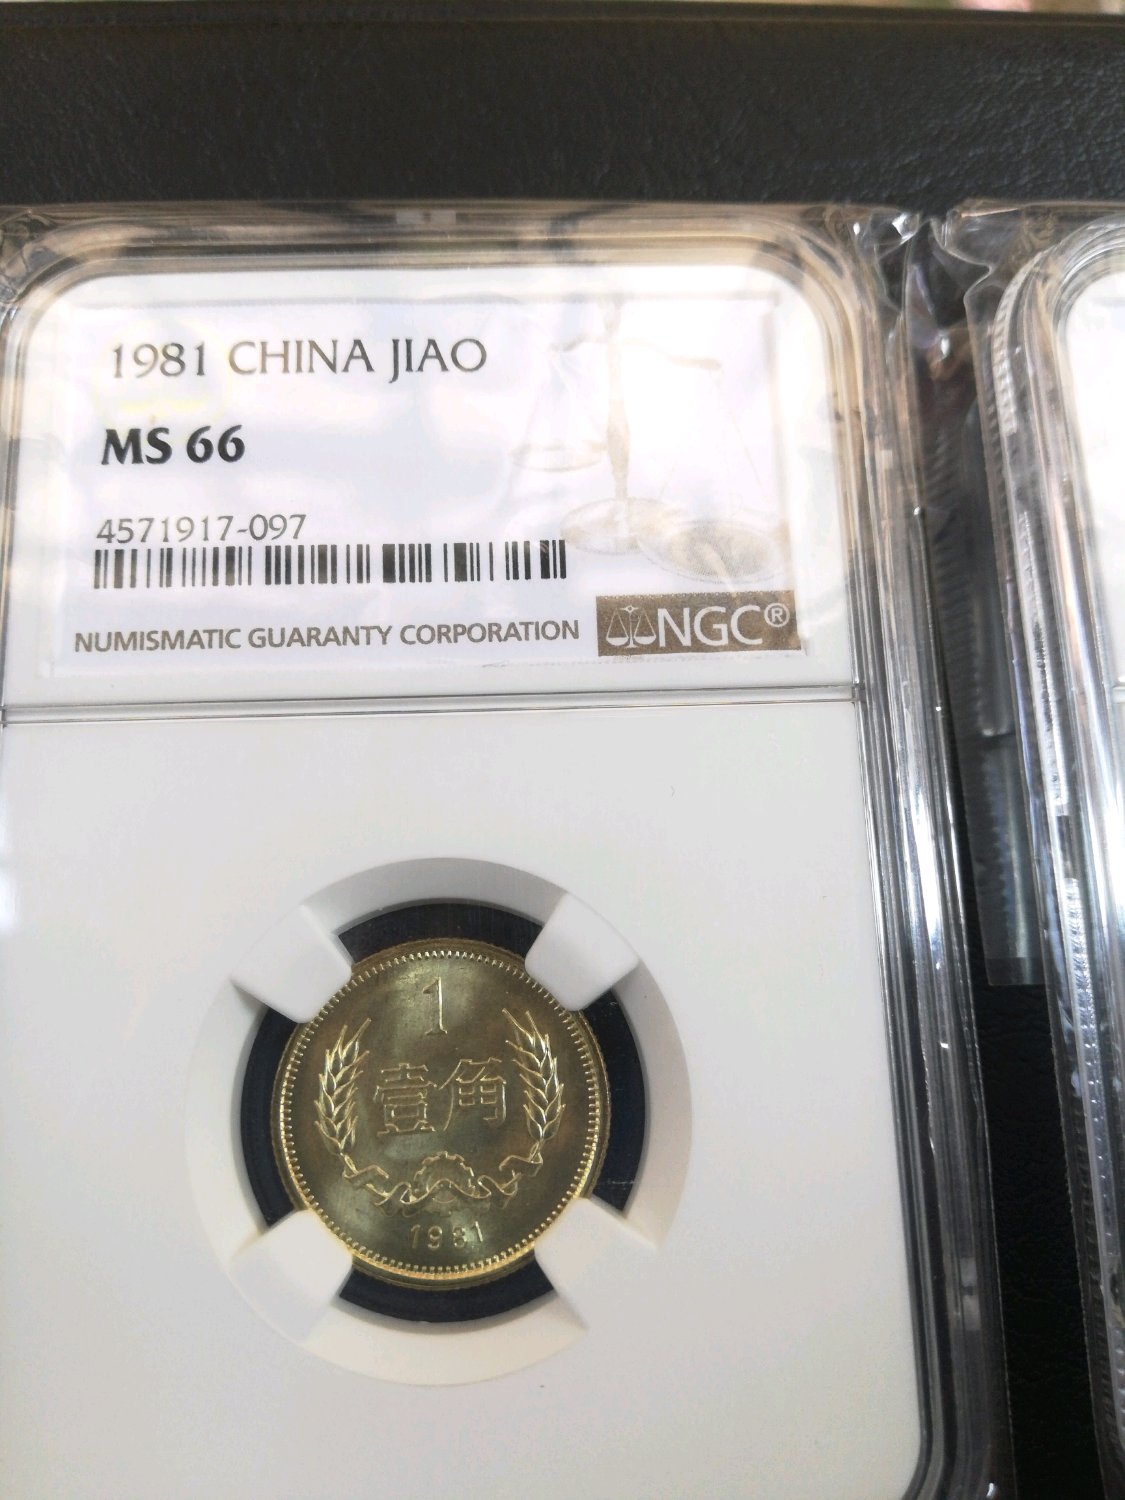 1981 CHINA JIAO
MS 66
4571917-097
NUMISMATIC GUARANTY CORPORATION
NGC®
1
壹角
1981